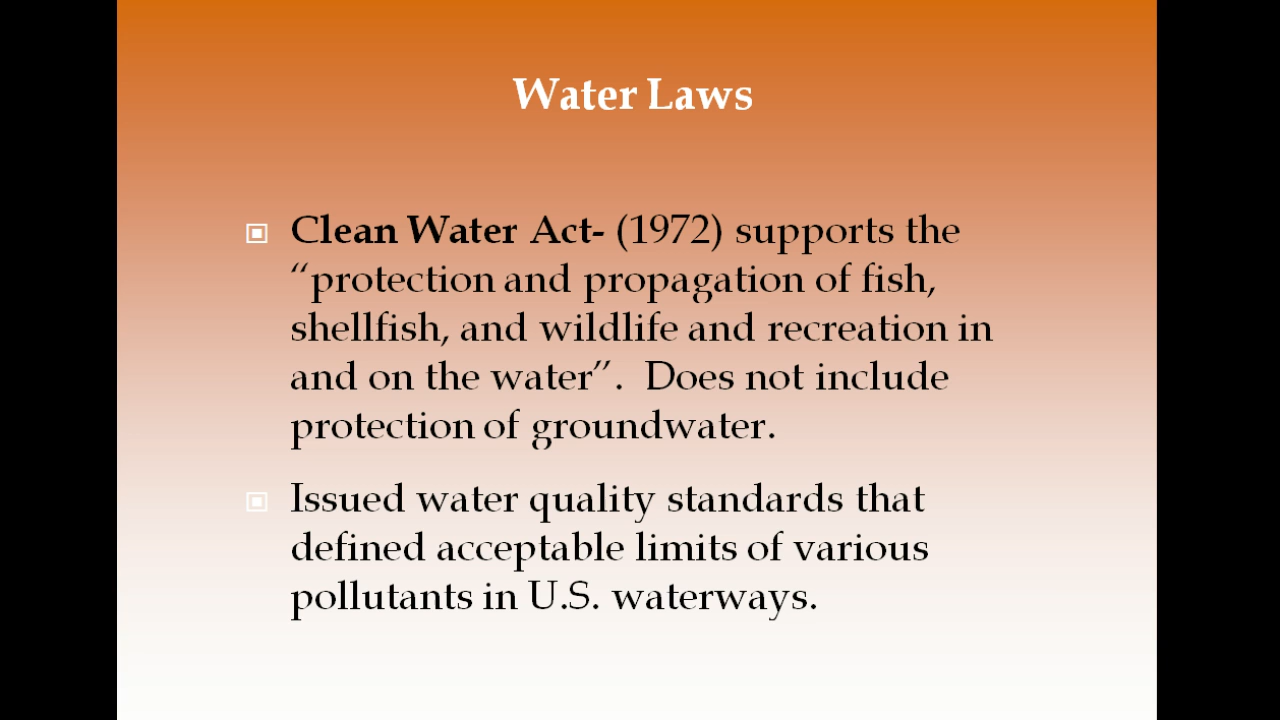 Water Laws
Clean Water Act- (1972) supports the
“protection and propagation of fish,
shellfish, and wildlife and recreation in
and on the water”.  Does not include
protection of groundwater.
Issued water quality standards that
defined acceptable limits of various
pollutants in U.S. waterways.